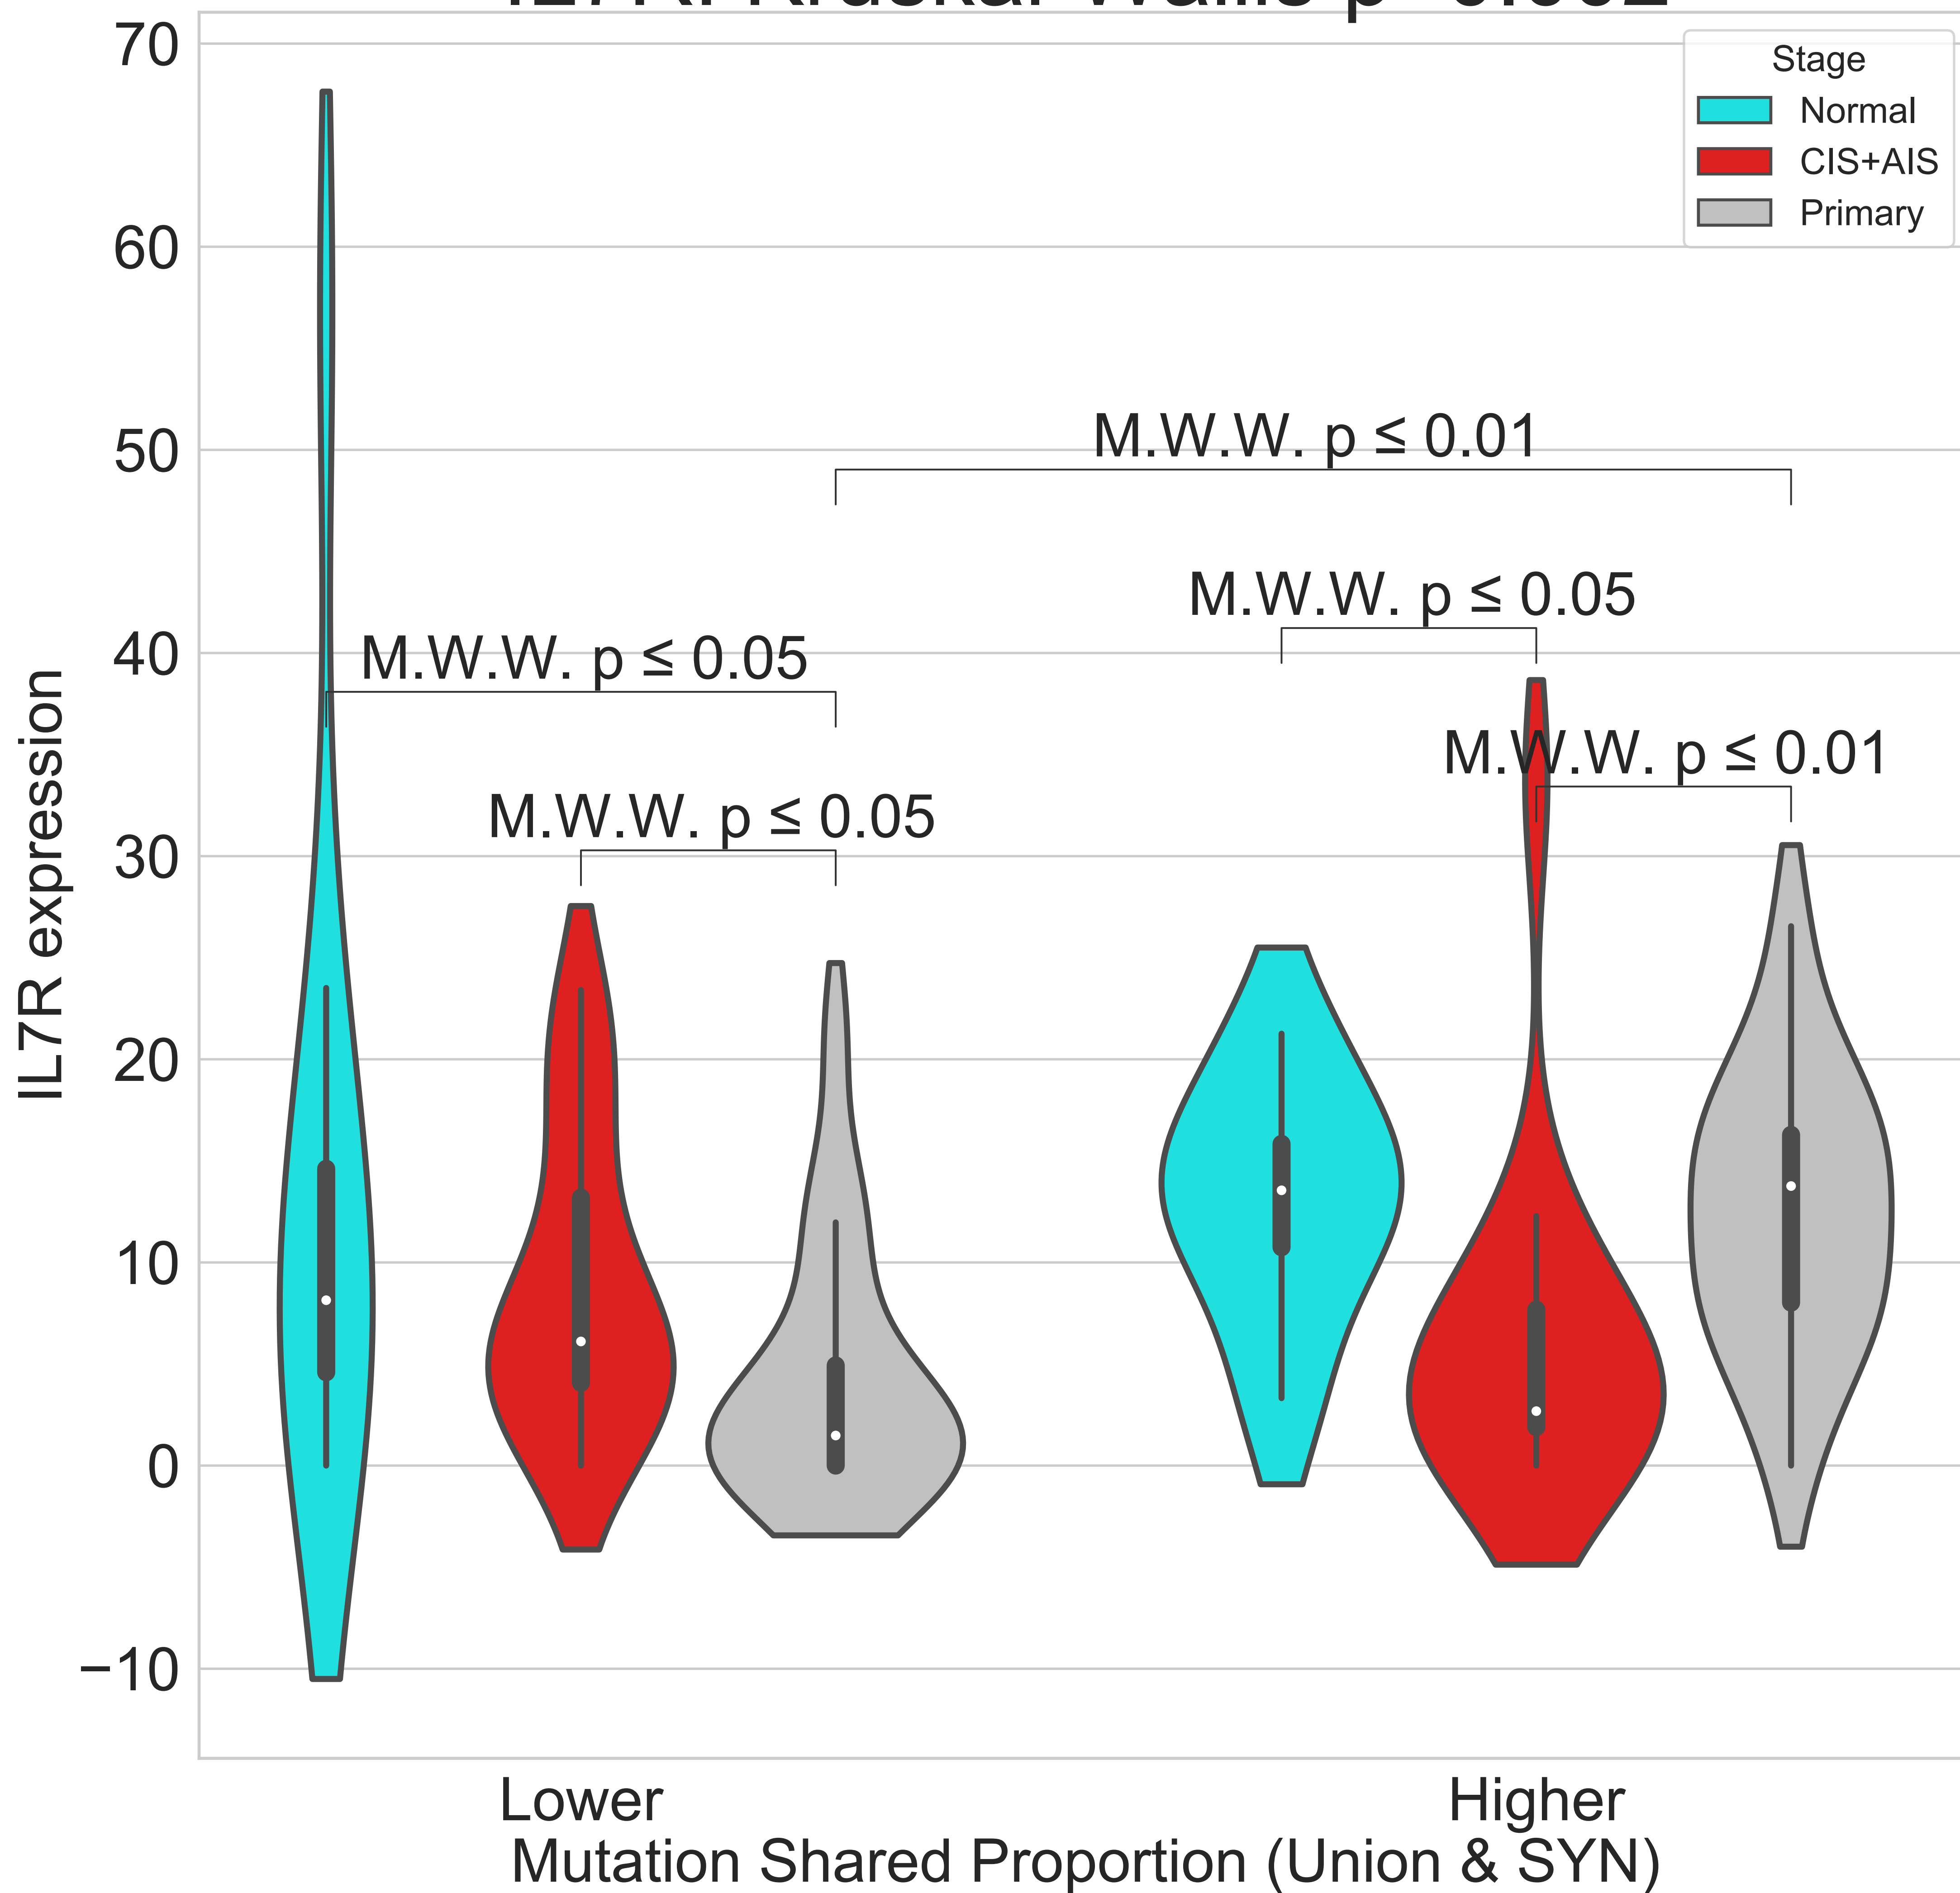 70
60
50
40
30
20
10
0
−10
IL7R expression
Stage
Normal
CIS+AIS
Primary
M.W.W. p ≤ 0.01
M.W.W. p ≤ 0.05
M.W.W. p ≤ 0.05
M.W.W. p ≤ 0.01
M.W.W. p ≤ 0.05
Lower
Higher
Mutation Shared Proportion (Union & SYN)